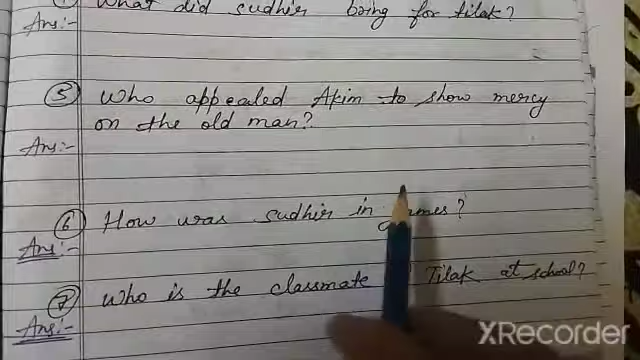 What did sudhir bring for tilak?
Ans:-
5 Who appealed Akim to show mercy
on the old man?
Ans:-
6 How was sudhir in games?
Ans:-
7 Who is the classmate Tilak at school?
Ans:-
XRecorder